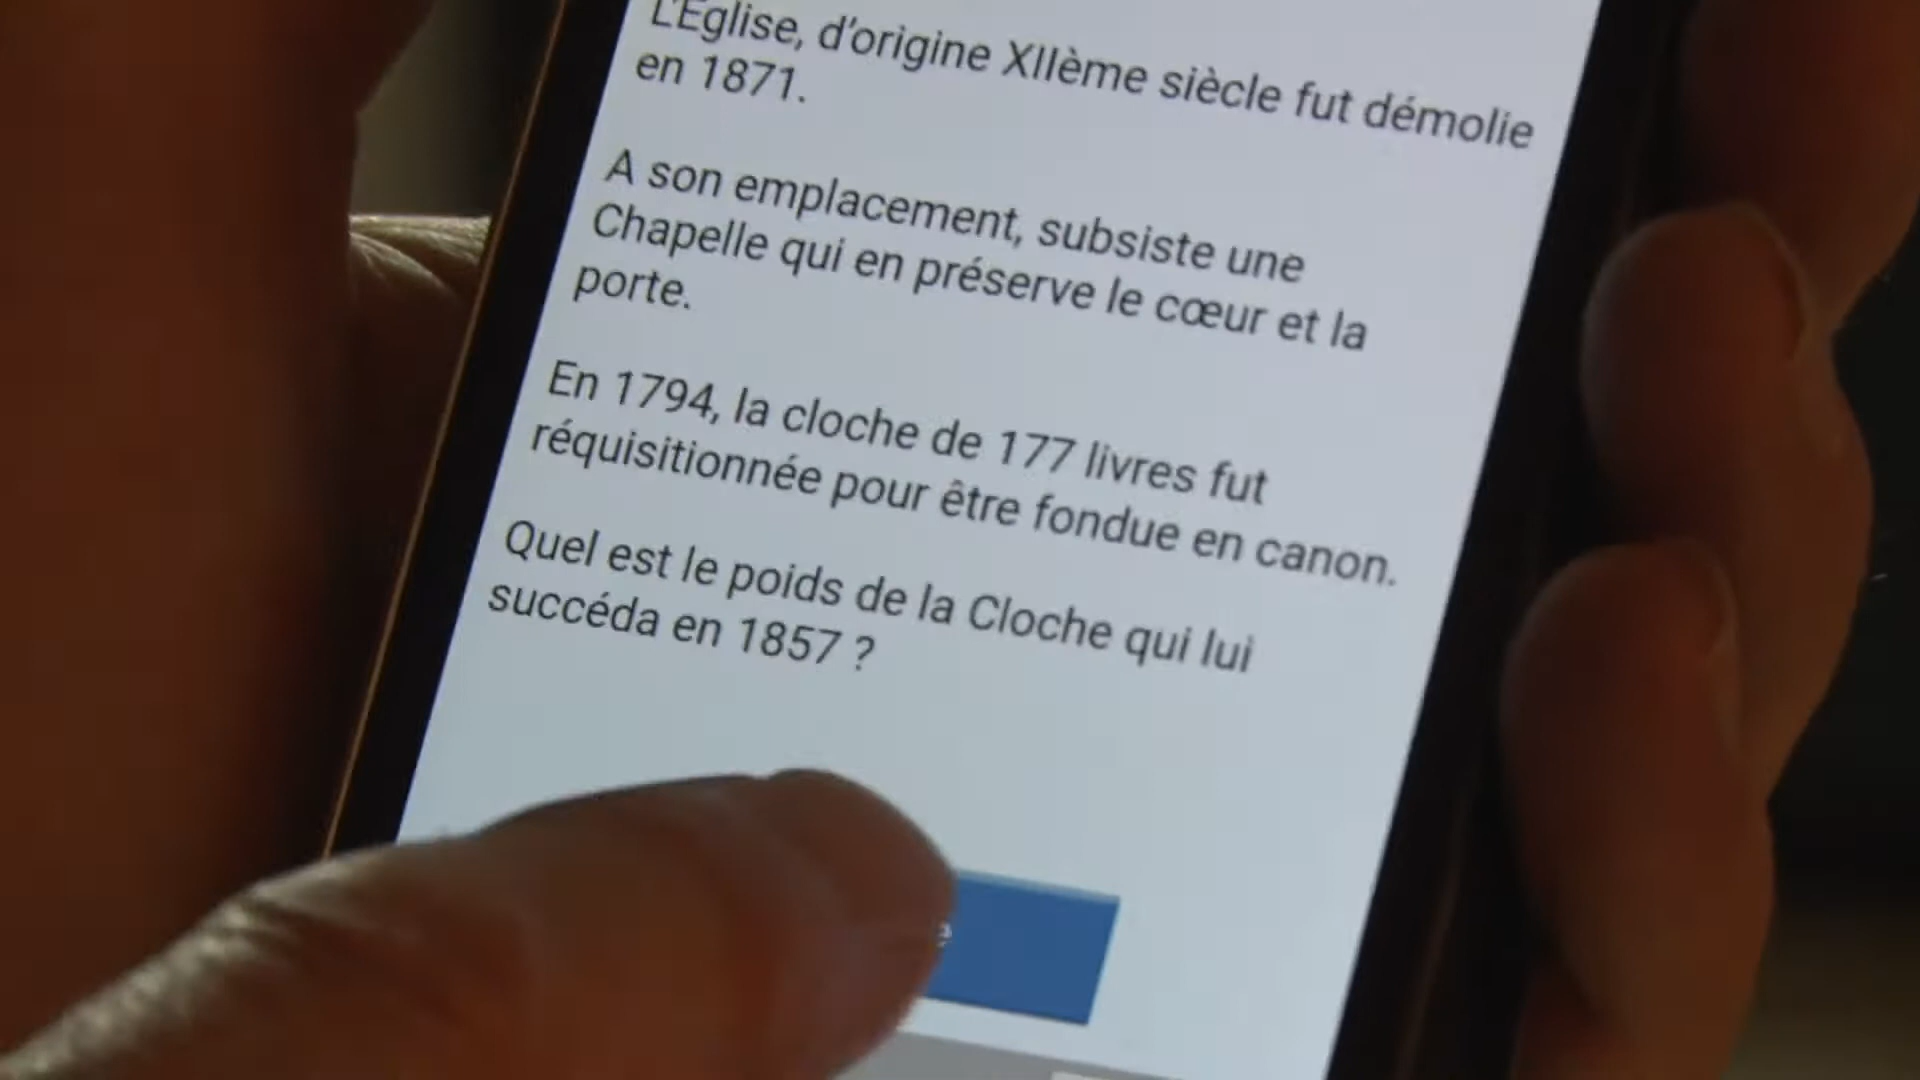 L'Eglise, d'origine XIIème siècle fut démolie
en 1871.
A son emplacement, subsiste une
Chapelle qui en préserve le cœur et la
porte.
En 1794, la cloche de 177 livres fut
réquisitionnée pour être fondue en canon.
Quel est le poids de la Cloche qui lui
succéda en 1857 ?